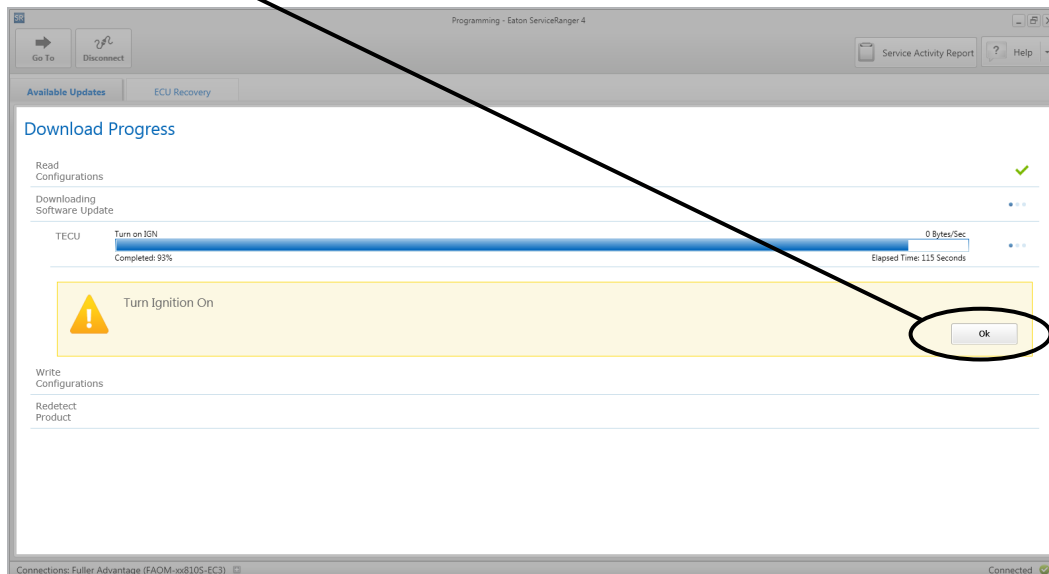 SR
Programming - Eaton ServiceRanger 4
Go To
Disconnect
Service Activity Report
? Help
Available Updates
ECU Recovery
Download Progress
Read
Configurations
Downloading
Software Update
TECU
Turn on IGN
0 Bytes/Sec
Completed: 93%
Elapsed Time: 115 Seconds
Turn Ignition On
Ok
Write
Configurations
Redetect
Product
Connections: Fuller Advantage (FAOM-xx810S-EC3)
Connected